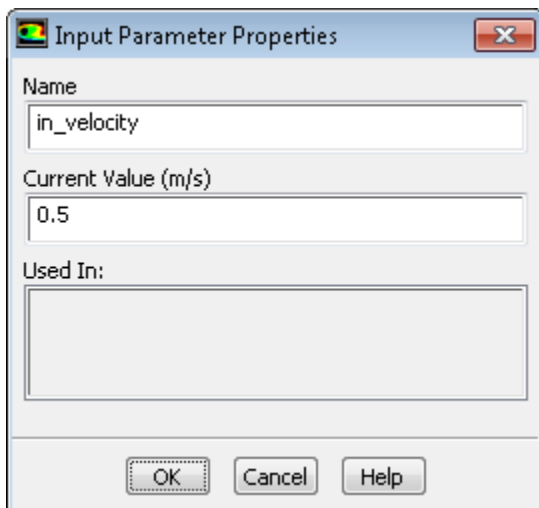 Input Parameter Properties
Name
in_velocity
Current Value (m/s)
0.5
Used In:
OK Cancel Help